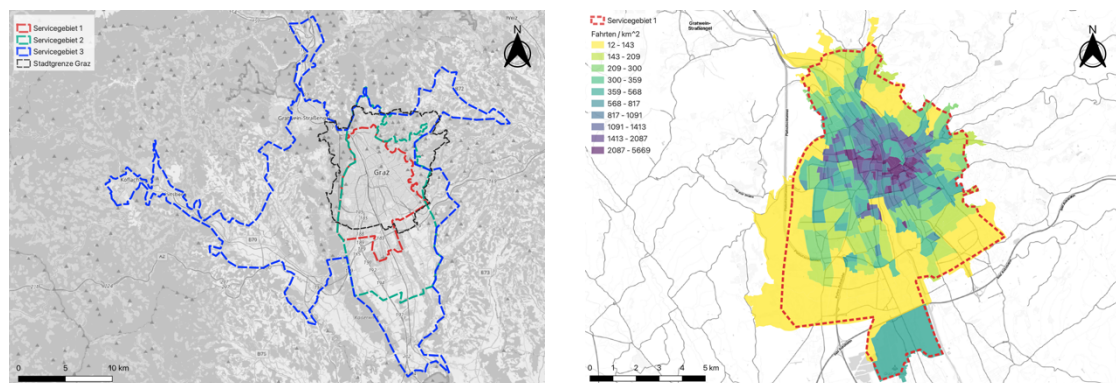 Servicegebiet 1
Servicegebiet 2
Servicegebiet 3
Stadtgrenze Graz
N
Graz
0 5 10 km
Servicegebiet 1
Fahrten / km^2
12 - 143
143 - 209
209 - 300
300 - 359
359 - 568
568 - 817
817 - 1091
1091 - 1413
1413 - 2087
2087 - 5669
Gratwein-
Straßengel
N
0 1 2 3 4 5 km